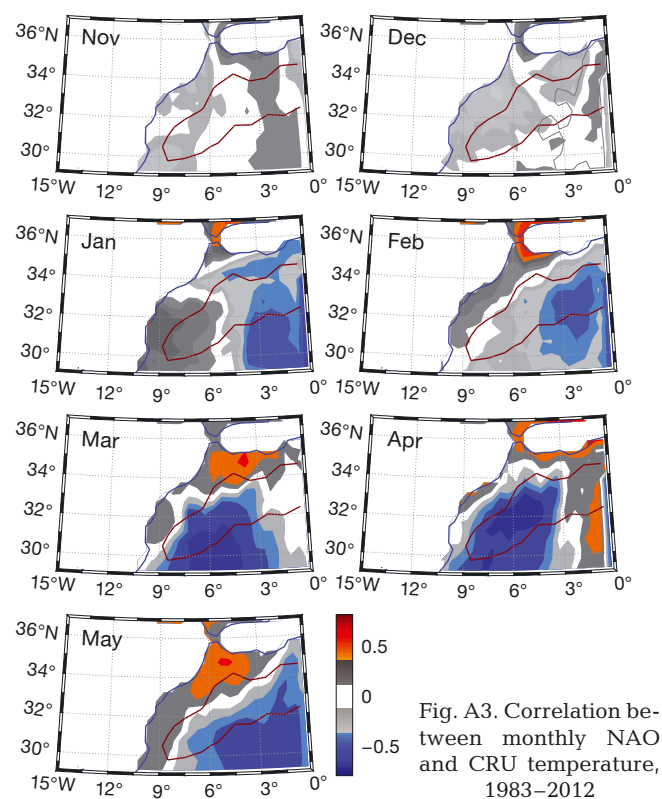 36°N
34°
32°
30°
Nov
15°W 12° 9° 6° 3° 0°
36°N
34°
32°
30°
Dec
15°W 12° 9° 6° 3° 0°
36°N
34°
32°
30°
Jan
15°W 12° 9° 6° 3° 0°
36°N
34°
32°
30°
Feb
15°W 12° 9° 6° 3° 0°
36°N
34°
32°
30°
Mar
15°W 12° 9° 6° 3° 0°
36°N
34°
32°
30°
Apr
15°W 12° 9° 6° 3° 0°
36°N
34°
32°
30°
May
15°W 12° 9° 6° 3° 0°
0.5
0
−0.5
Fig. A3. Correlation be-
tween monthly NAO
and CRU temperature,
1983−2012